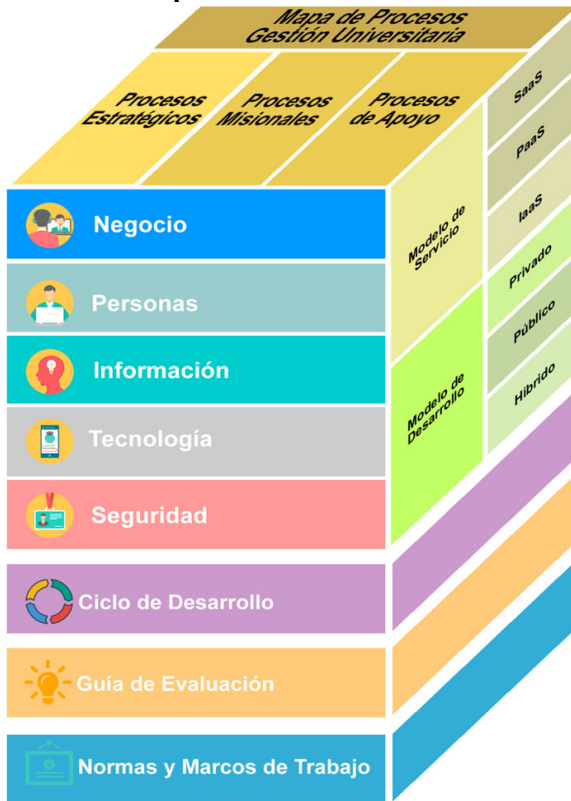 Mapa de Procesos
Gestión Universitaria
Procesos
Estratégicos
Procesos
Misionales
Procesos
de Apoyo
SaaS
PaaS
IaaS
Modelo de
Servicio
Privado
Público
Hibrido
Modelo de
Desarrollo
Negocio
Personas
Información
Tecnología
Seguridad
Ciclo de Desarrollo
Guía de Evaluación
Normas y Marcos de Trabajo